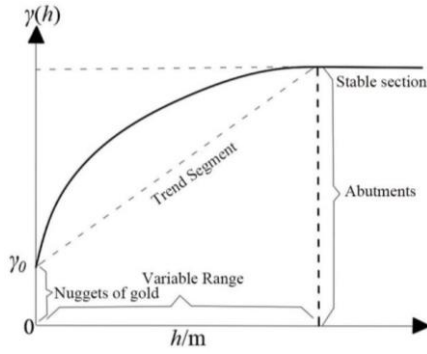 γ(h)
Stable section
Trend Segment
Abutments
γ₀
Variable Range
Nuggets of gold
0
h/m